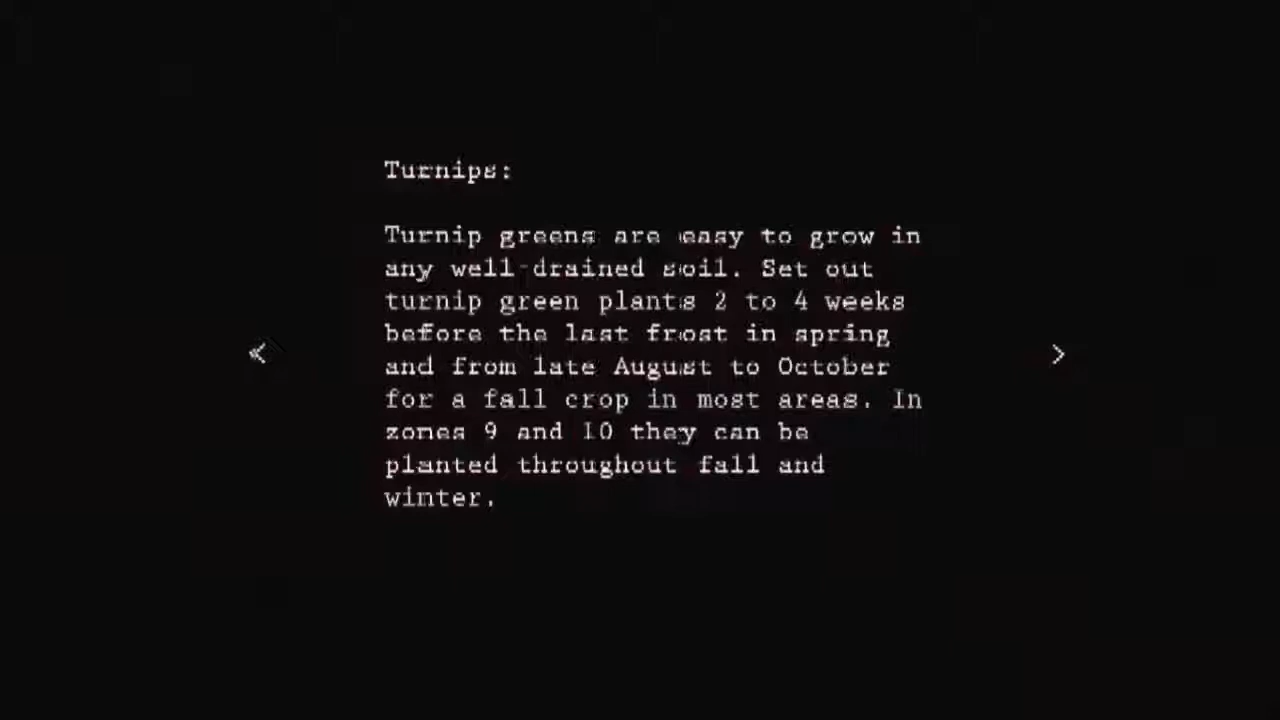 Turnips:
Turnip greens are easy to grow in
any well-drained soil. Set out
turnip green plants 2 to 4 weeks
before the last frost in spring
and from late August to October
for a fall crop in most areas. In
zones 9 and 10 they can be
planted throughout fall and
winter.
< >